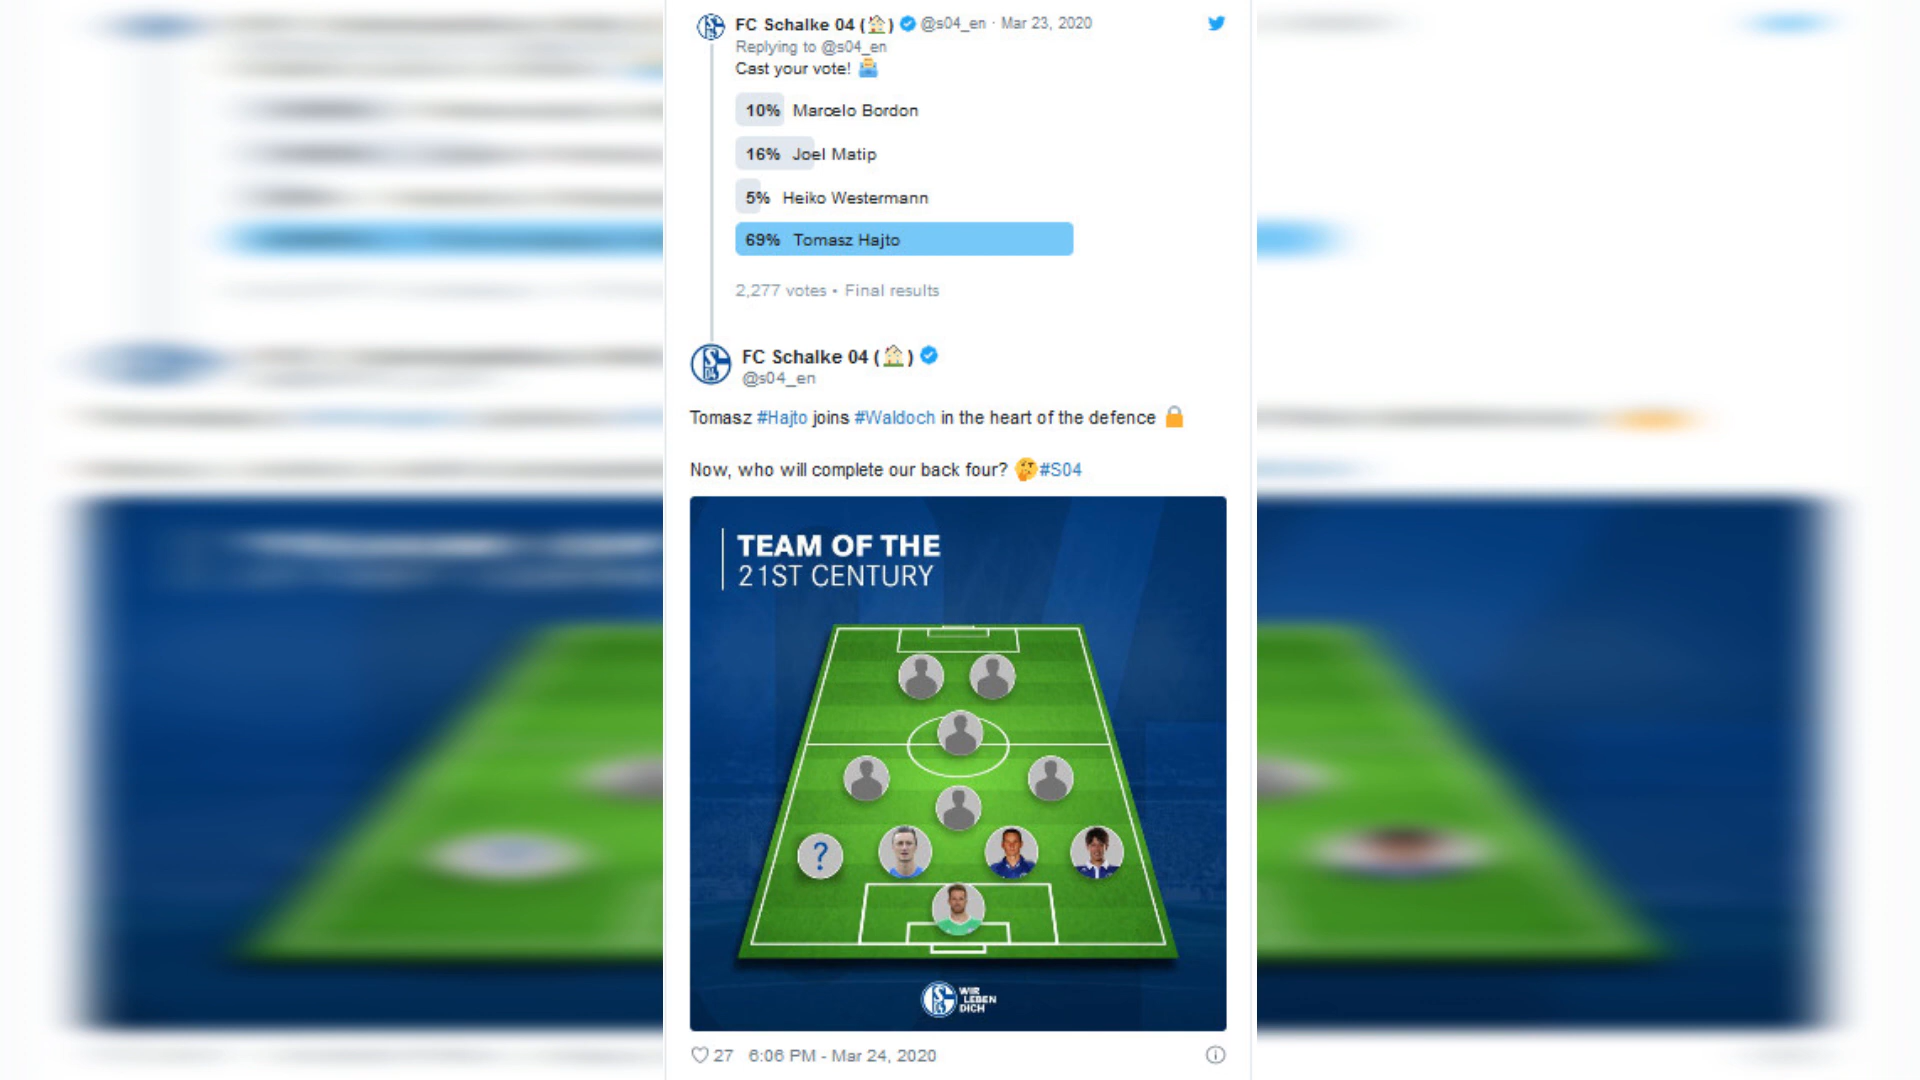 FC Schalke 04 (🏠) @s04_en · Mar 23, 2020
Replying to @s04_en
Cast your vote! 🗳️
10% Marcelo Bordon
16% Joel Matip
5% Heiko Westermann
69% Tomasz Hajto
2,277 votes • Final results
FC Schalke 04 (🏠)
@s04_en
Tomasz #Hajto joins #Waldoch in the heart of the defence 🔒
Now, who will complete our back four? 🤔#S04
TEAM OF THE
21ST CENTURY
?
WIR
LEBEN
DICH
27 6:06 PM - Mar 24, 2020